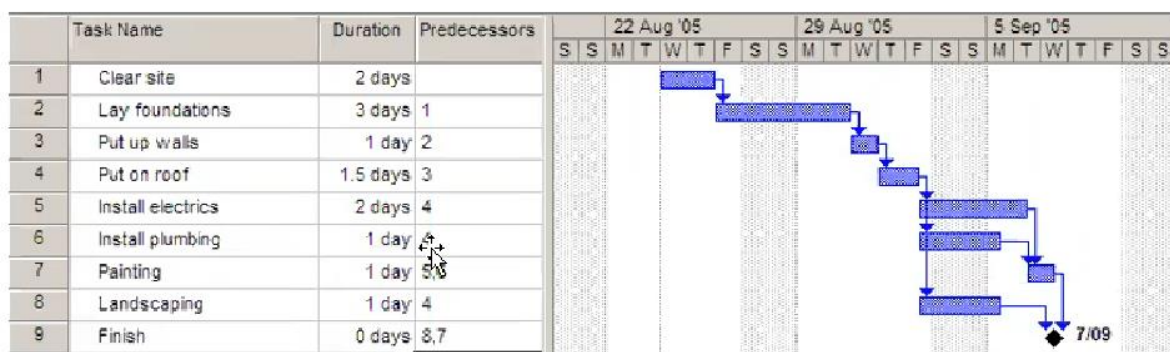 Task Name Duration Predecessors 22 Aug '05 29 Aug '05 5 Sep '05
S S M T W T F S S M T W T F S S M T W T F S S
1 Clear site 2 days
2 Lay foundations 3 days 1
3 Put up walls 1 day 2
4 Put on roof 1.5 days 3
5 Install electrics 2 days 4
6 Install plumbing 1 day
7 Painting 1 day
8 Landscaping 1 day 4
9 Finish 0 days 8,7 7/09